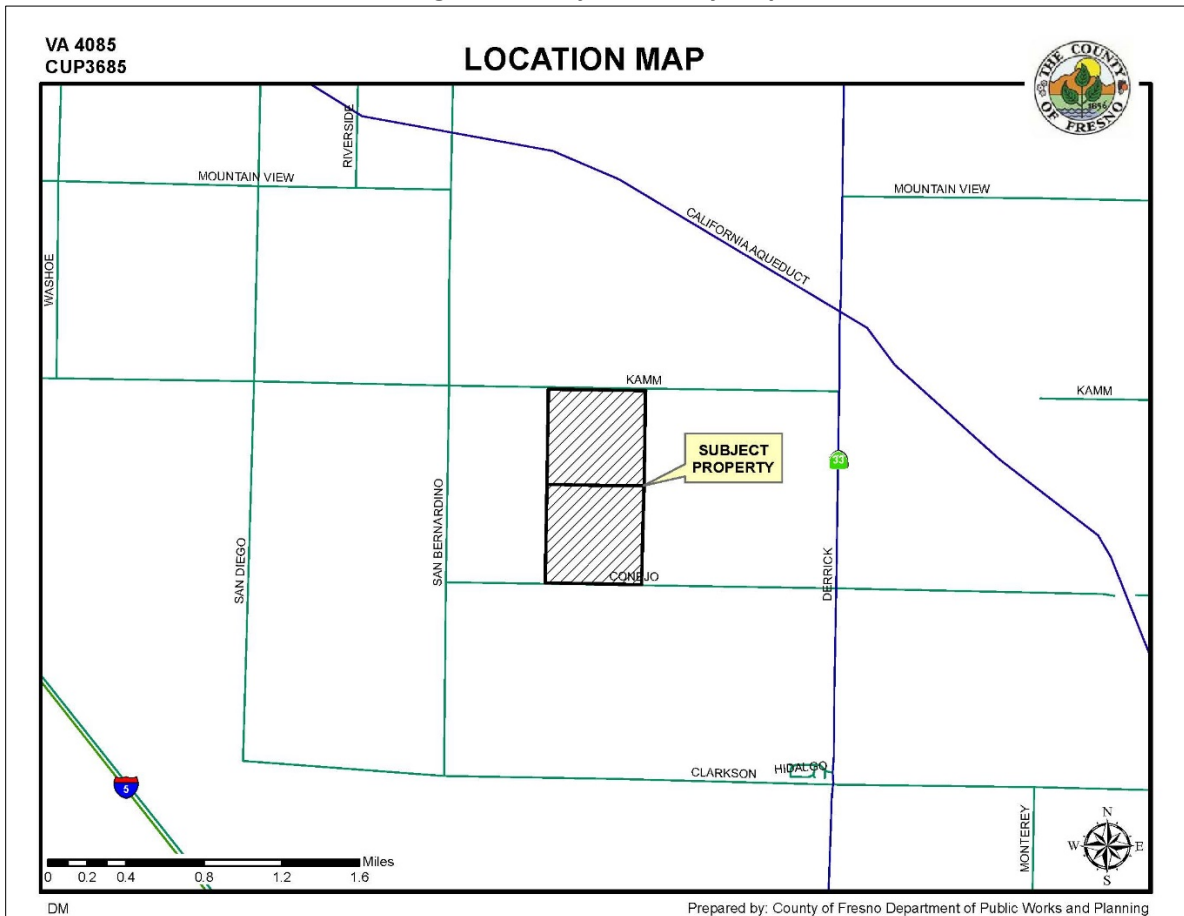 VA 4085
CUP3685
LOCATION MAP
THE COUNTY
OF FRESNO
1856
RIVERSIDE
MOUNTAIN VIEW
MOUNTAIN VIEW
WASHOE
CALIFORNIA AQUEDUCT
KAMM
KAMM
SUBJECT
PROPERTY
33
SAN DIEGO
SAN BERNARDINO
DERRICK
CONEJO
CLARKSON
HIDALGO
5
MONTEREY
N
W
E
S
Miles
0 0.2 0.4 0.8 1.2 1.6
DM
Prepared by: County of Fresno Department of Public Works and Planning